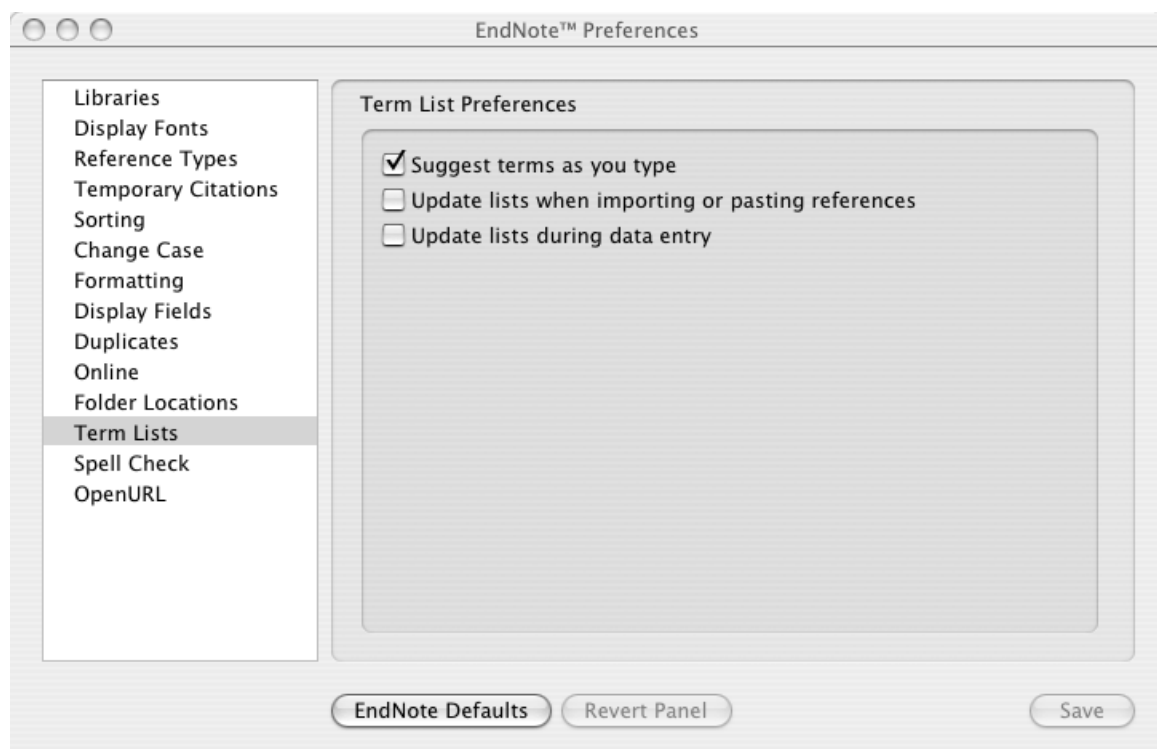 EndNote™ Preferences
Libraries
Display Fonts
Reference Types
Temporary Citations
Sorting
Change Case
Formatting
Display Fields
Duplicates
Online
Folder Locations
Term Lists
Spell Check
OpenURL
Term List Preferences
Suggest terms as you type
Update lists when importing or pasting references
Update lists during data entry
EndNote Defaults
Revert Panel
Save